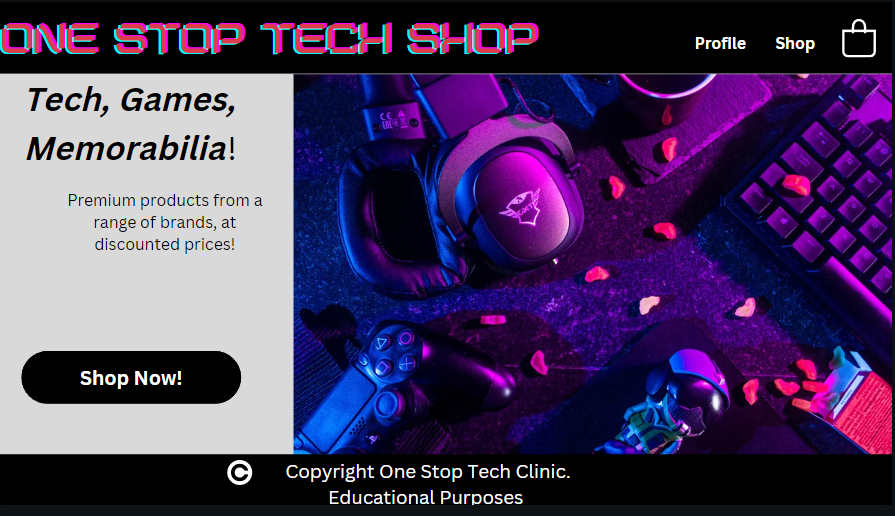 ONE STOP TECH SHOP
Profile Shop
Tech, Games,
Memorabilia!
Premium products from a
range of brands, at
discounted prices!
Shop Now!
© Copyright One Stop Tech Clinic.
Educational Purposes